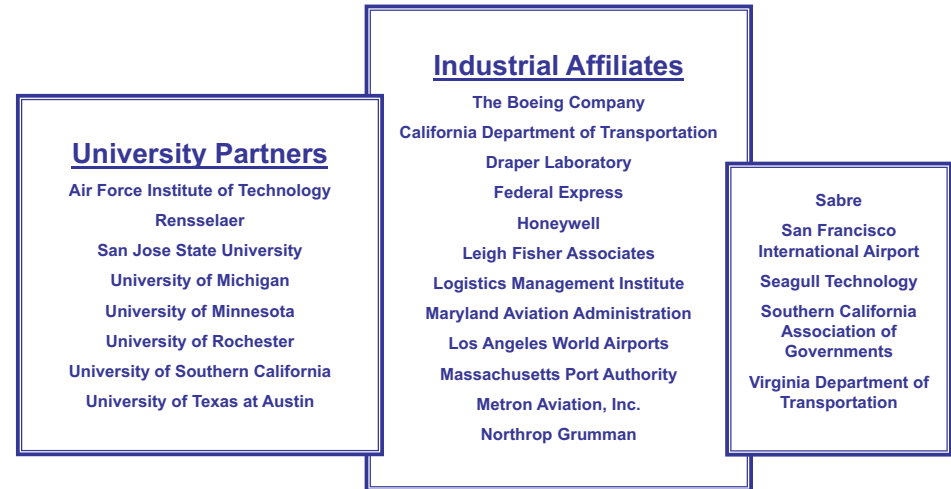 University Partners
Air Force Institute of Technology
Rensselaer
San Jose State University
University of Michigan
University of Minnesota
University of Rochester
University of Southern California
University of Texas at Austin
Industrial Affiliates
The Boeing Company
California Department of Transportation
Draper Laboratory
Federal Express
Honeywell
Leigh Fisher Associates
Logistics Management Institute
Maryland Aviation Administration
Los Angeles World Airports
Massachusetts Port Authority
Metron Aviation, Inc.
Northrop Grumman
Sabre
San Francisco
International Airport
Seagull Technology
Southern California
Association of
Governments
Virginia Department of
Transportation